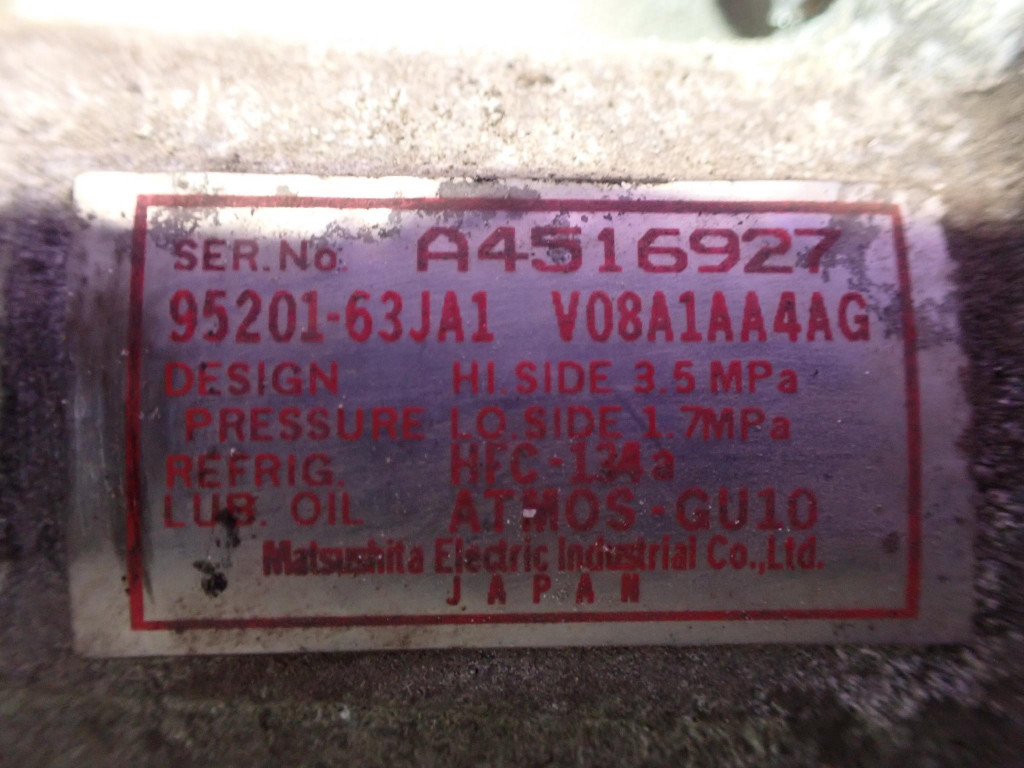 SER.No. A4516927
95201-63JA1 V08A1AA4AG
DESIGN HI.SIDE 3.5 MPa
PRESSURE LO.SIDE 1.7MPa
REFRIG. HFC-134a
LUB. OIL ATMOS-GU10
Matsushita Electric Industrial Co.,Ltd.
JAPAN